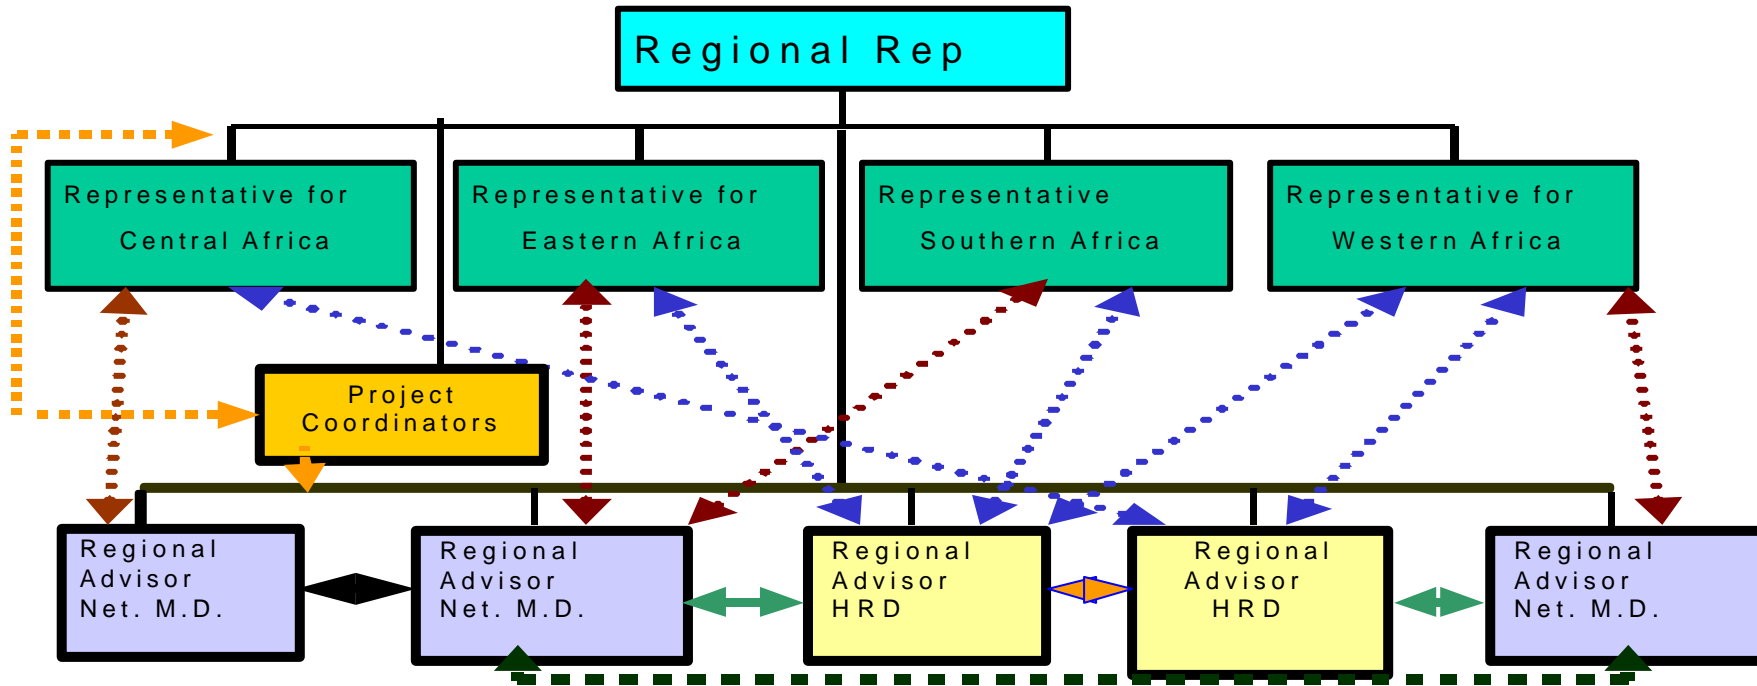 Regional Rep
Representative for
Central Africa
Representative for
Eastern Africa
Representative
Southern Africa
Representative for
Western Africa
Project
Coordinators
Regional
Advisor
Net. M.D.
Regional
Advisor
Net. M.D.
Regional
Advisor
HRD
Regional
Advisor
HRD
Regional
Advisor
Net. M.D.